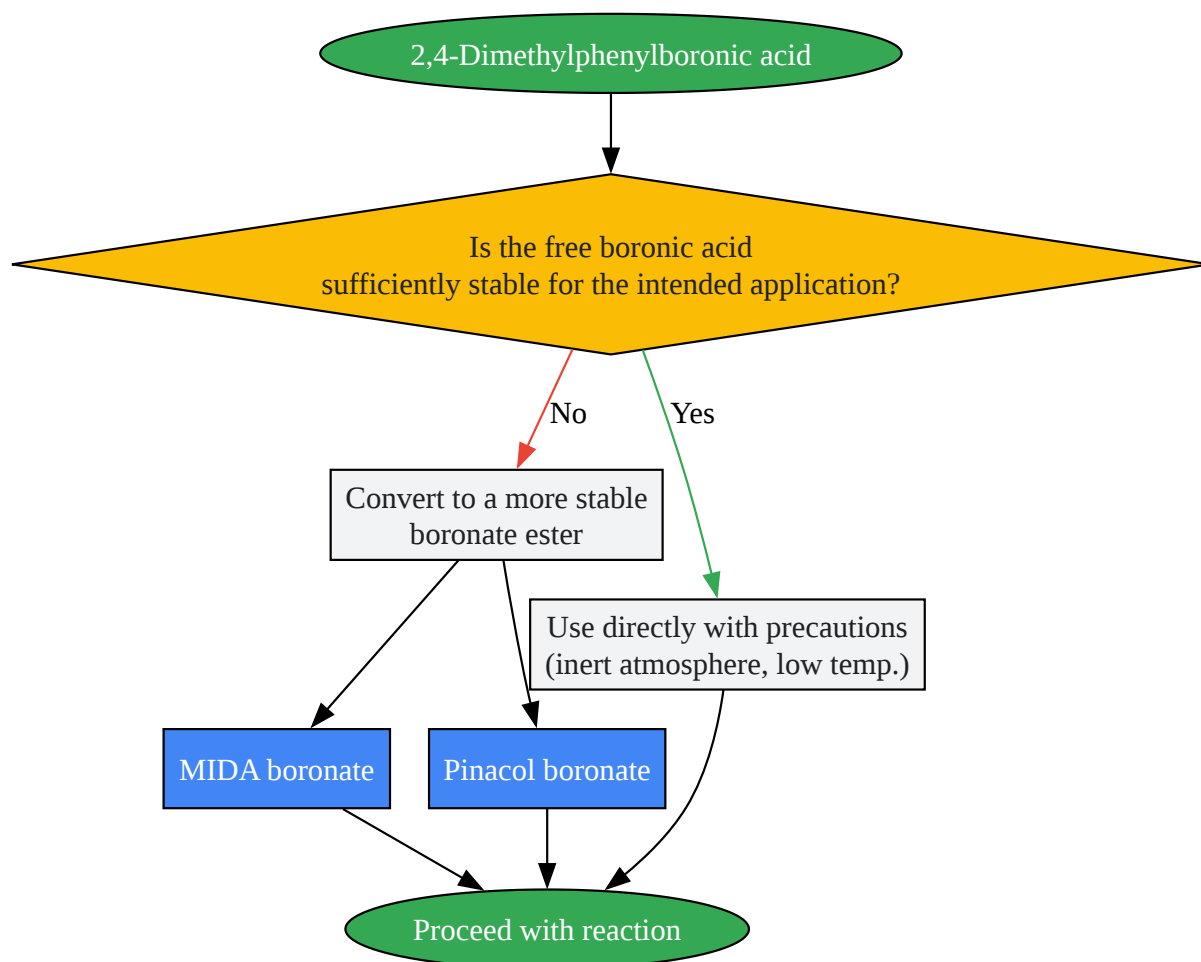 2,4-Dimethylphenylboronic acid
Is the free boronic acid
sufficiently stable for the intended application?
No
Yes
Convert to a more stable
boronate ester
Use directly with precautions
(inert atmosphere, low temp.)
MIDA boronate
Pinacol boronate
Proceed with reaction